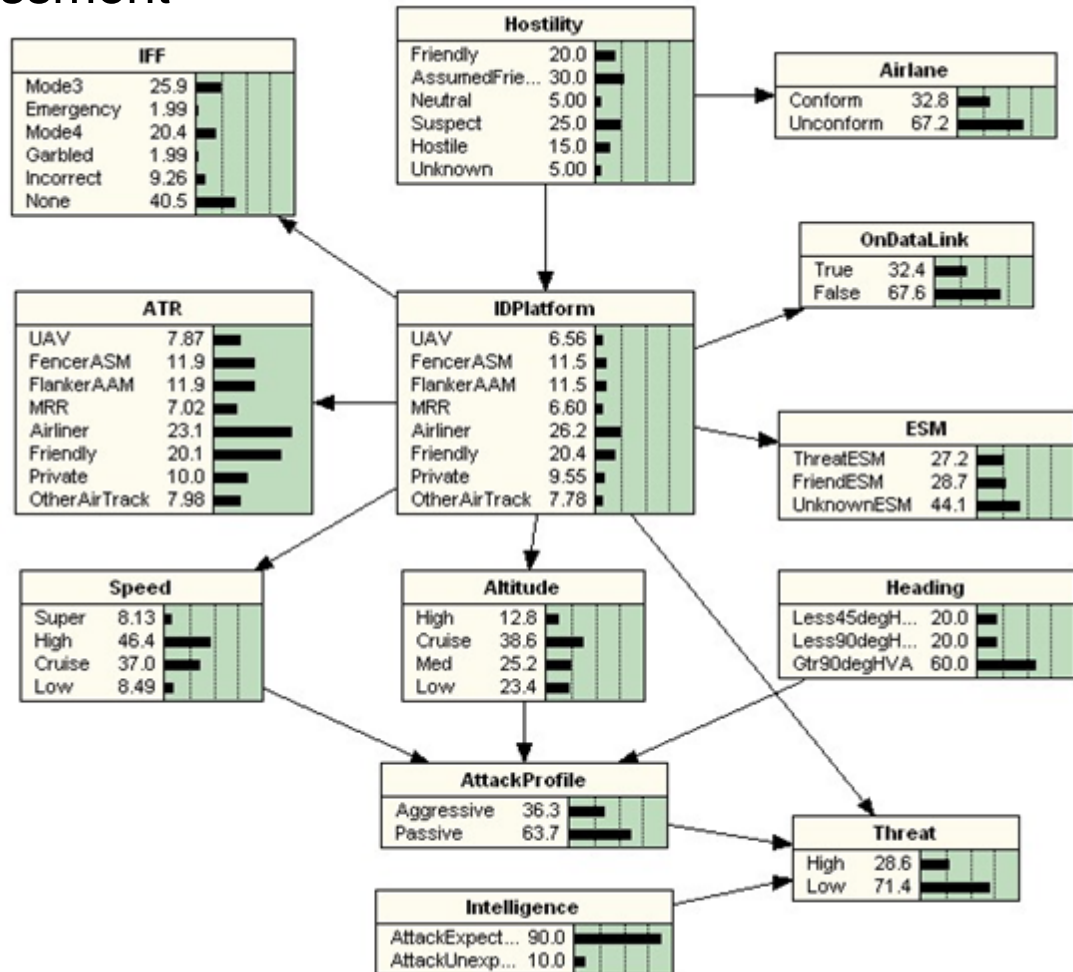 Hostility
Friendly 20.0
AssumedFrie... 30.0
Neutral 5.00
Suspect 25.0
Hostile 15.0
Unknown 5.00
IFF
Mode3 25.9
Emergency 1.99
Mode4 20.4
Garbled 1.99
Incorrect 9.26
None 40.5
Airlane
Conform 32.8
Unconform 67.2
OnDataLink
True 32.4
False 67.6
ATR
UAV 7.87
FencerASM 11.9
FlankerAAM 11.9
MRR 7.02
Airliner 23.1
Friendly 20.1
Private 10.0
OtherAirTrack 7.98
IDPlatform
UAV 6.56
FencerASM 11.5
FlankerAAM 11.5
MRR 6.60
Airliner 26.2
Friendly 20.4
Private 9.55
OtherAirTrack 7.78
ESM
ThreatESM 27.2
FriendESM 28.7
UnknownESM 44.1
Speed
Super 8.13
High 46.4
Cruise 37.0
Low 8.49
Altitude
High 12.8
Cruise 38.6
Med 25.2
Low 23.4
Heading
Less45degH... 20.0
Less90degH... 20.0
Gtr90degHVA 60.0
AttackProfile
Aggressive 36.3
Passive 63.7
Threat
High 28.6
Low 71.4
Intelligence
AttackExpect... 90.0
AttackUnexp... 10.0